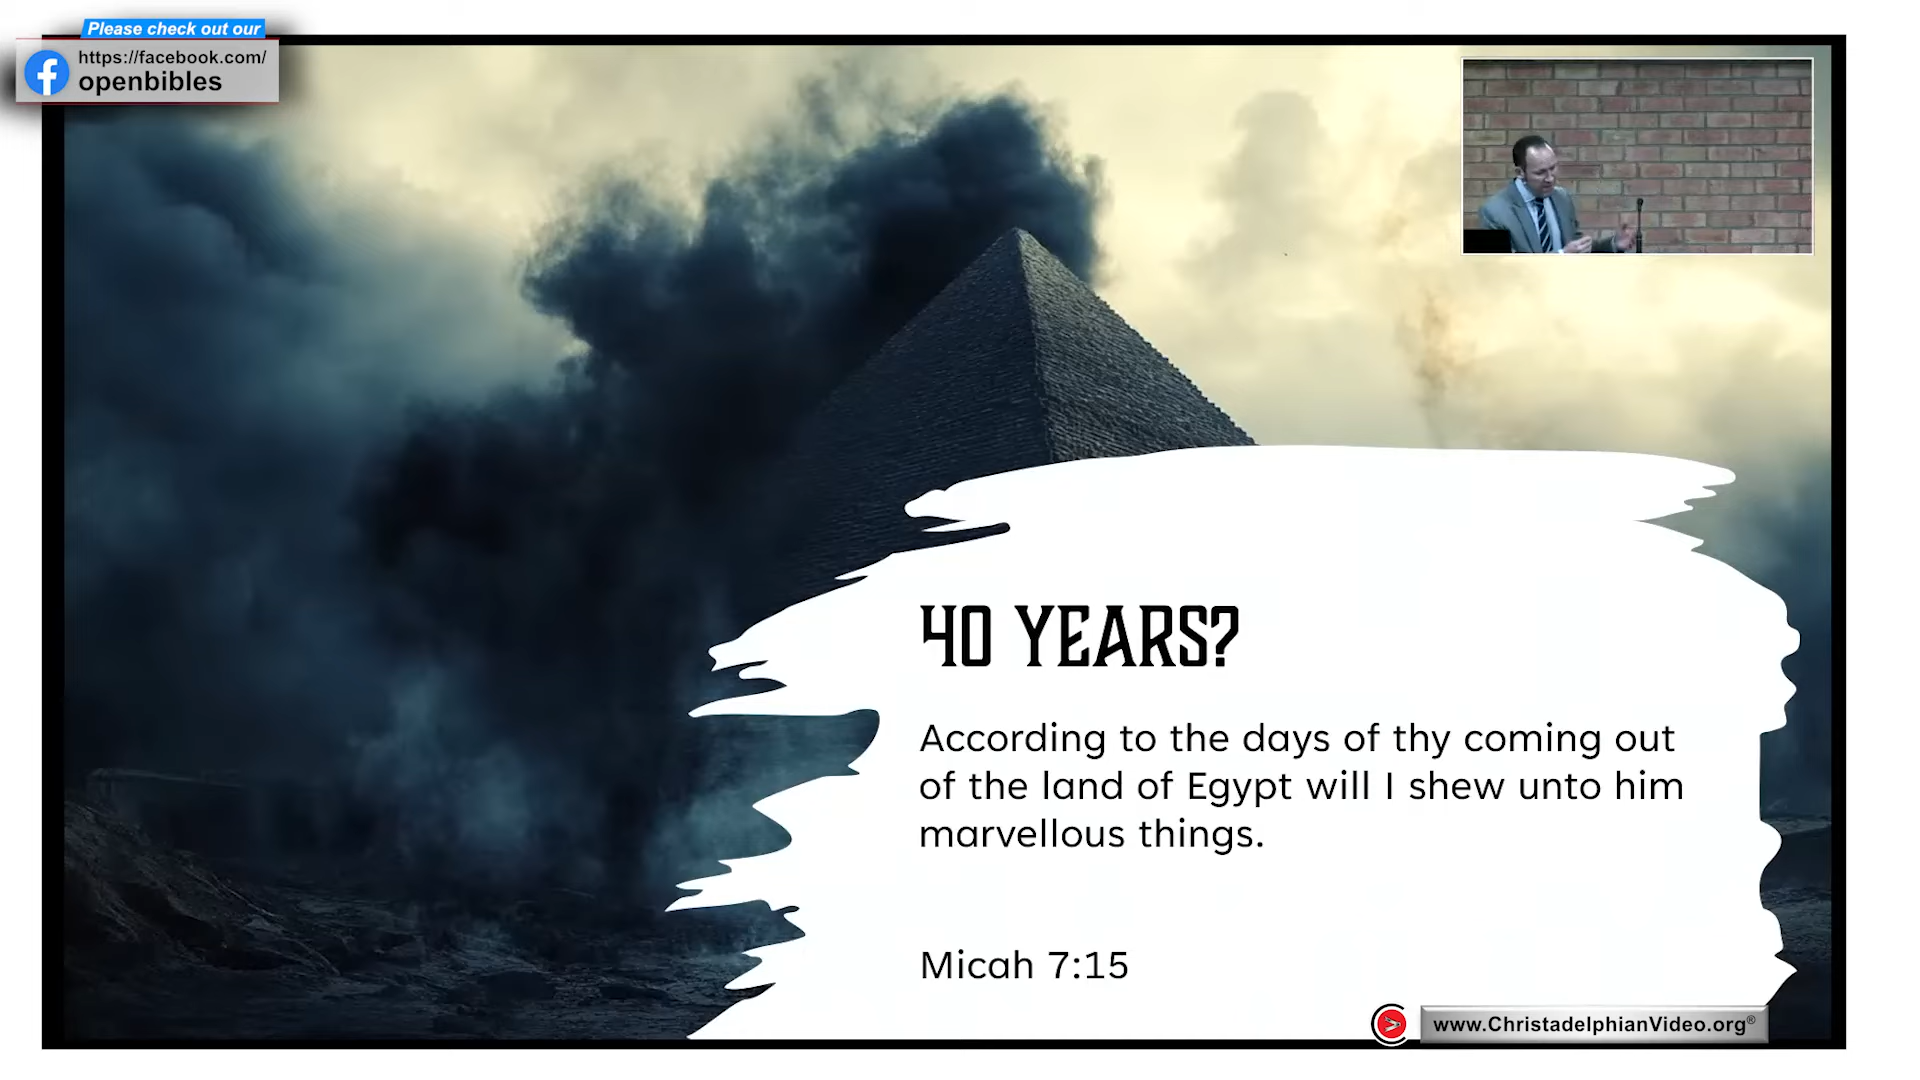 Please check out our
https://facebook.com/
openbibles
40 YEARS?
According to the days of thy coming out
of the land of Egypt will I shew unto him
marvellous things.
Micah 7:15
www.ChristadelphianVideo.org®